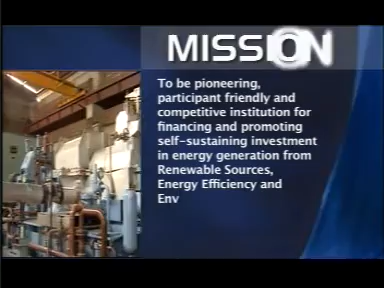 MISSION
To be pioneering,
participant friendly and
competitive institution for
financing and promoting
self-sustaining investment
in energy generation from
Renewable Sources,
Energy Efficiency and
Env